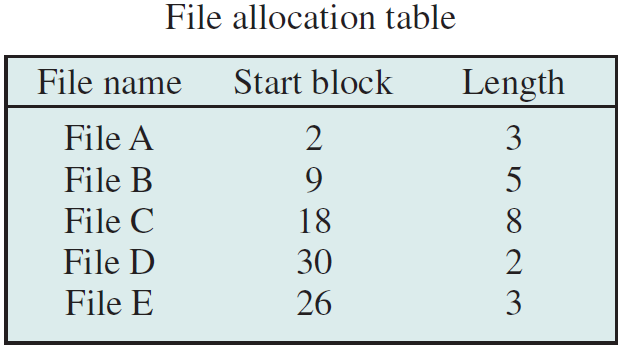 File allocation table
File name Start block Length
File A 2 3
File B 9 5
File C 18 8
File D 30 2
File E 26 3